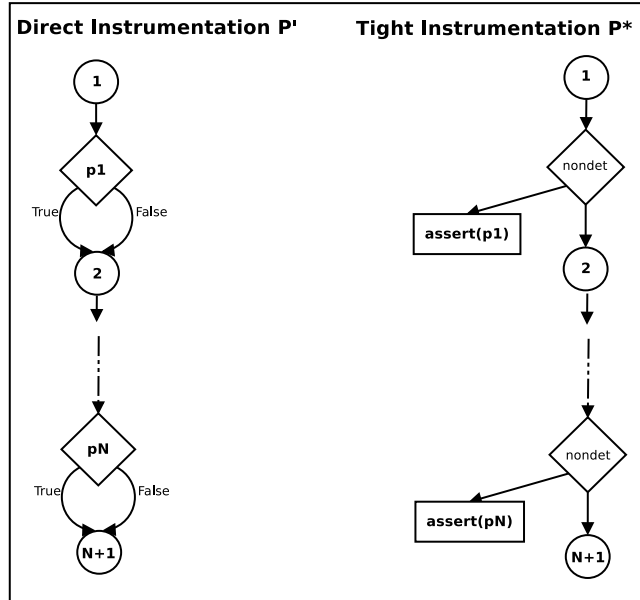 Direct Instrumentation P'
1
p1
True
False
2
pN
True
False
N+1
Tight Instrumentation P*
1
nondet
assert(p1)
2
nondet
assert(pN)
N+1